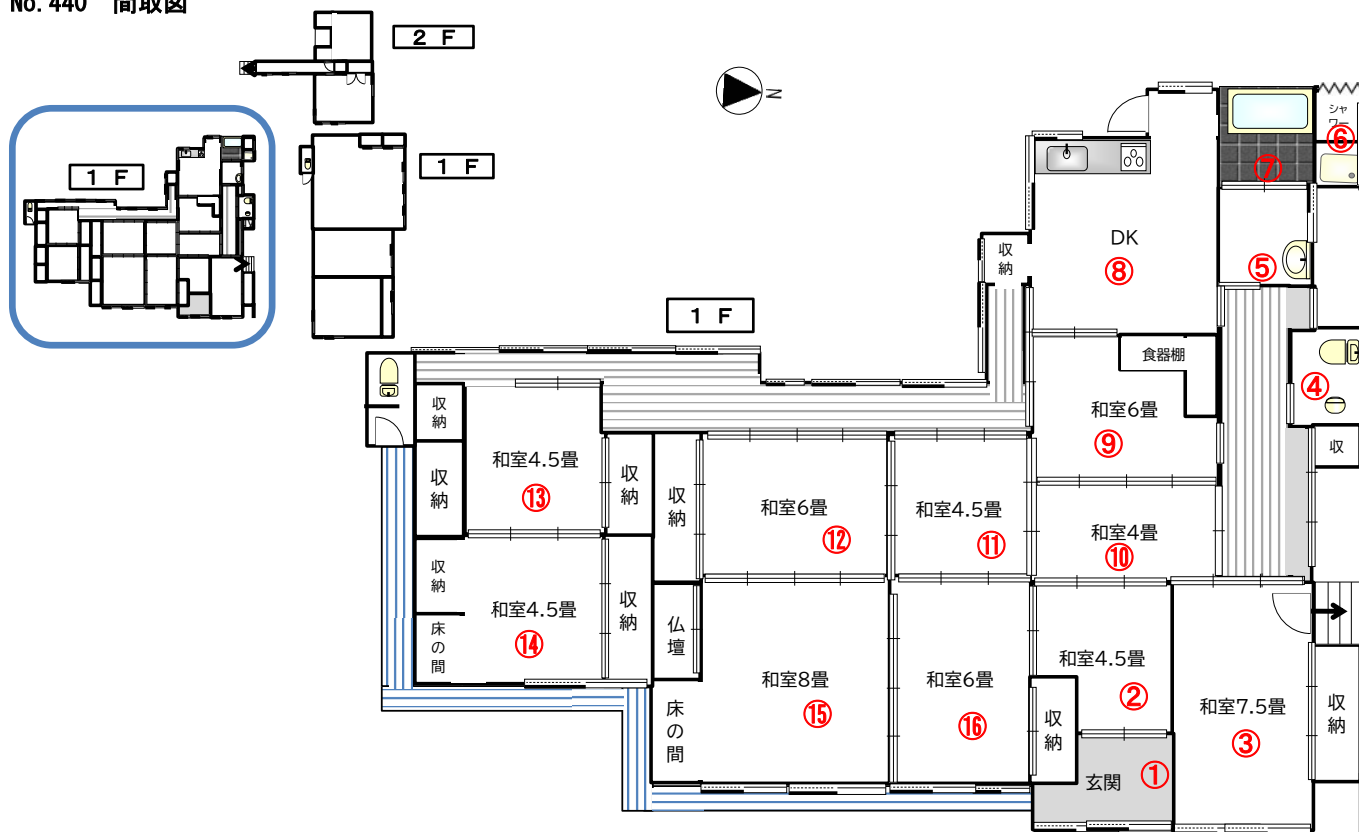 No.440　間取図
2 F
N
1 F
1 F
1 F
シャワー
⑥
⑦
DK
⑧
収納
⑤
食器棚
④
和室6畳
⑨
収
収納
和室4.5畳
⑬
収納
収納
収納
和室6畳
⑫
和室4.5畳
⑪
和室4畳
⑩
収納
床の間
和室4.5畳
⑭
収納
仏壇
床の間
和室8畳
⑮
和室6畳
⑯
和室4.5畳
②
収納
和室7.5畳
③
収納
玄関
①